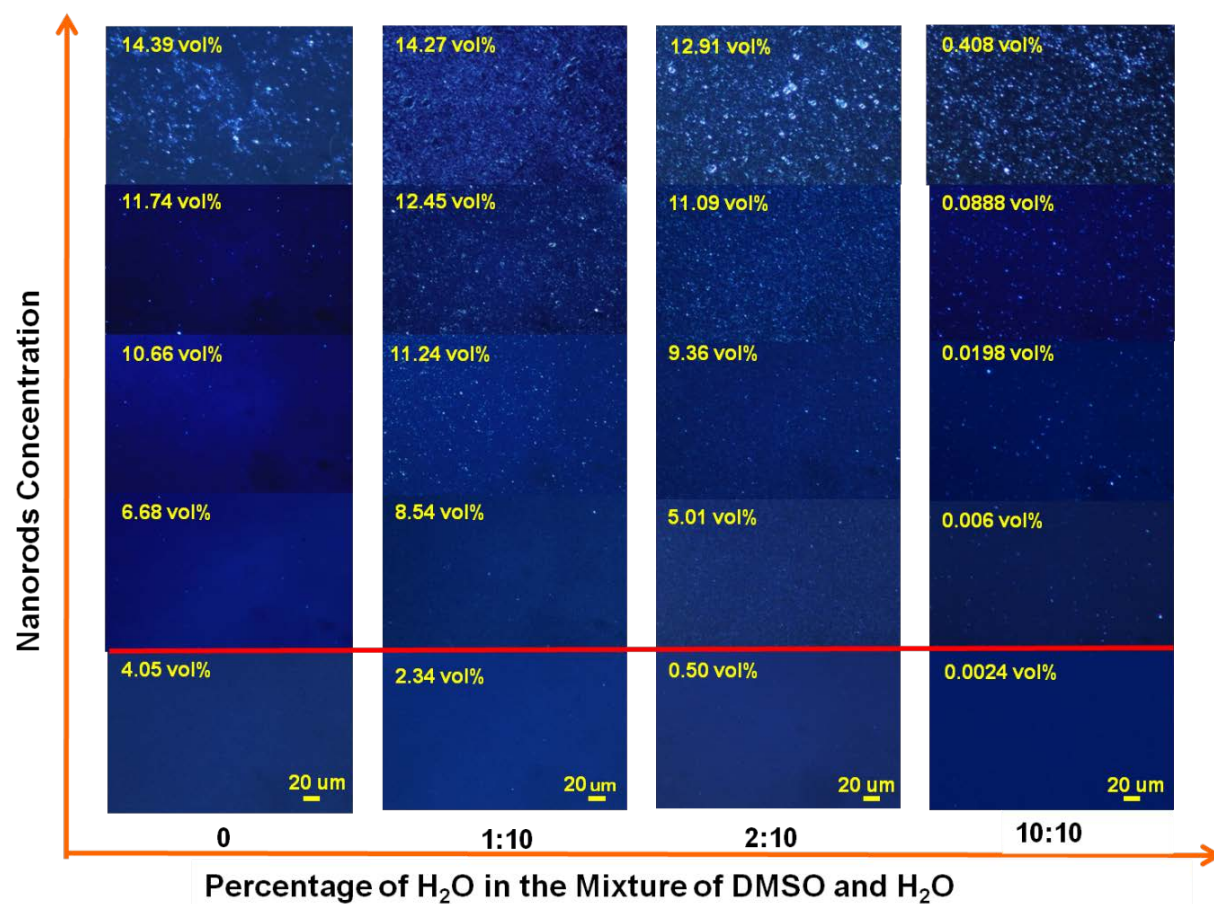 Nanorods Concentration
14.39 vol%
14.27 vol%
12.91 vol%
0.408 vol%
11.74 vol%
12.45 vol%
11.09 vol%
0.0888 vol%
10.66 vol%
11.24 vol%
9.36 vol%
0.0198 vol%
6.68 vol%
8.54 vol%
5.01 vol%
0.006 vol%
4.05 vol%
2.34 vol%
0.50 vol%
0.0024 vol%
20 um
20 um
20 um
20 um
0
1:10
2:10
10:10
Percentage of H₂O in the Mixture of DMSO and H₂O